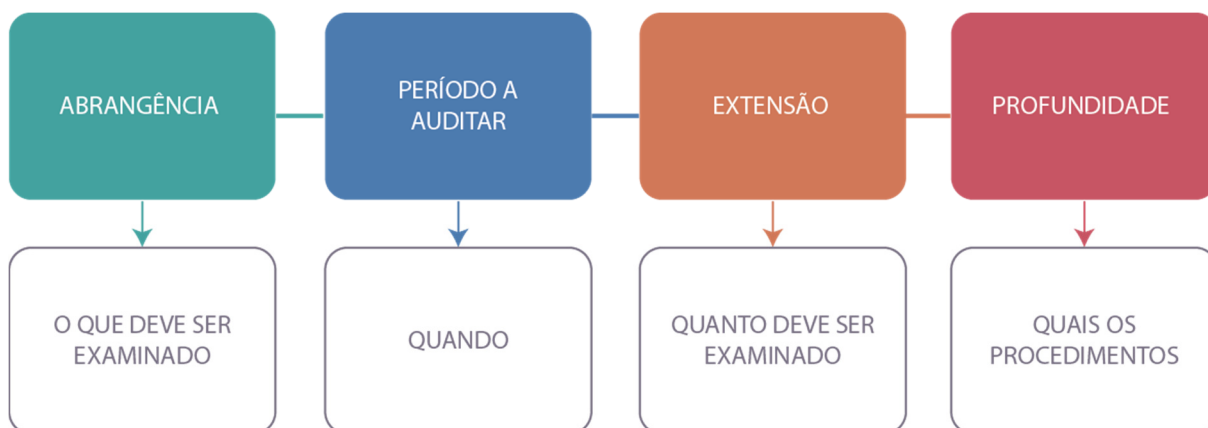 ABRANGÊNCIA
PERÍODO A
AUDITAR
EXTENSÃO
PROFUNDIDADE
O QUE DEVE SER
EXAMINADO
QUANDO
QUANTO DEVE SER
EXAMINADO
QUAIS OS
PROCEDIMENTOS